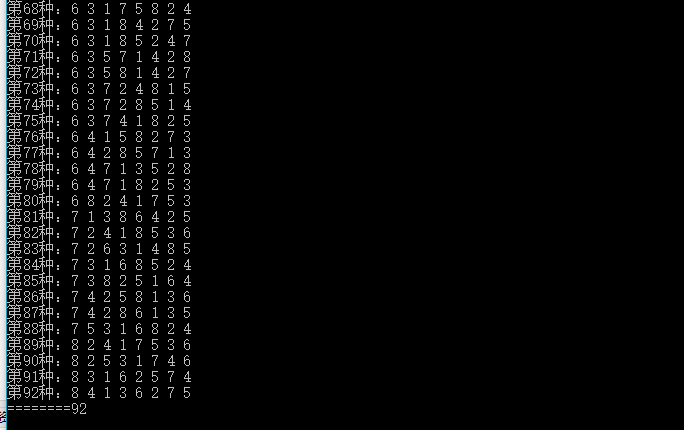 第68种：6 3 1 7 5 8 2 4
第69种：6 3 1 8 4 2 7 5
第70种：6 3 1 8 5 2 4 7
第71种：6 3 5 7 1 4 2 8
第72种：6 3 5 8 1 4 2 7
第73种：6 3 7 2 4 8 1 5
第74种：6 3 7 2 8 5 1 4
第75种：6 3 7 4 1 8 2 5
第76种：6 4 1 5 8 2 7 3
第77种：6 4 2 8 5 7 1 3
第78种：6 4 7 1 3 5 2 8
第79种：6 4 7 1 8 2 5 3
第80种：6 8 2 4 1 7 5 3
第81种：7 1 3 8 6 4 2 5
第82种：7 2 4 1 8 5 3 6
第83种：7 2 6 3 1 4 8 5
第84种：7 3 1 6 8 5 2 4
第85种：7 3 8 2 5 1 6 4
第86种：7 4 2 5 8 1 3 6
第87种：7 4 2 8 6 1 3 5
第88种：7 5 3 1 6 8 2 4
第89种：8 2 4 1 7 5 3 6
第90种：8 2 5 3 1 7 4 6
第91种：8 3 1 6 2 5 7 4
第92种：8 4 1 3 6 2 7 5
========92